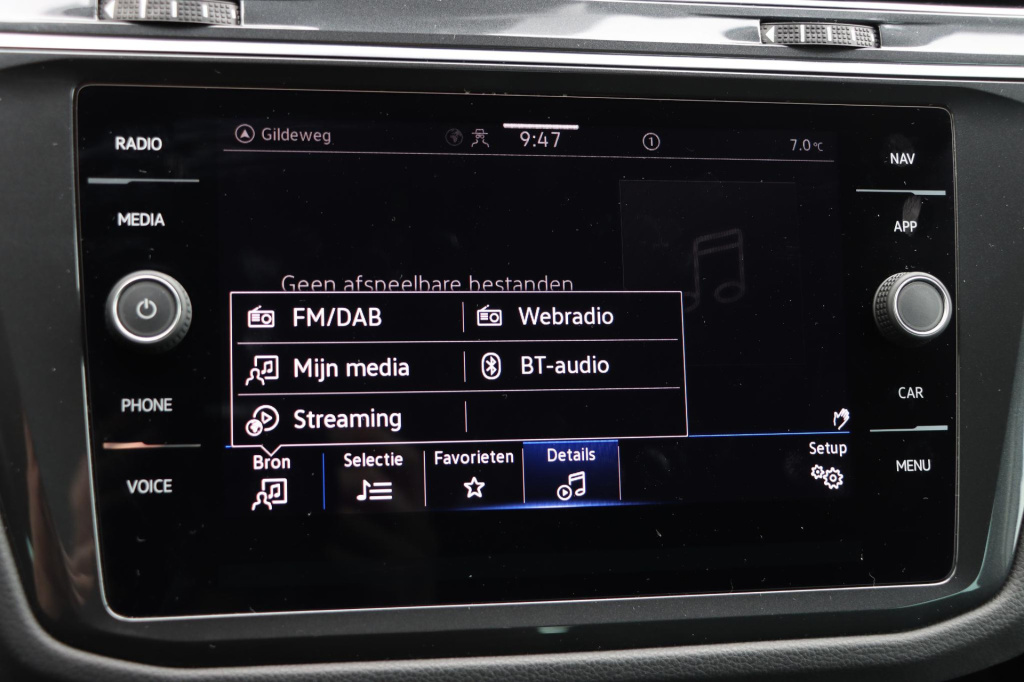 RADIO
Gildeweg 9:47 1 7.0°C
NAV
MEDIA
APP
Geen afspeelbare bestanden
FM/DAB Webradio
Mijn media BT-audio
Streaming
PHONE
CAR
Bron Selectie Favorieten Details Setup
VOICE
MENU